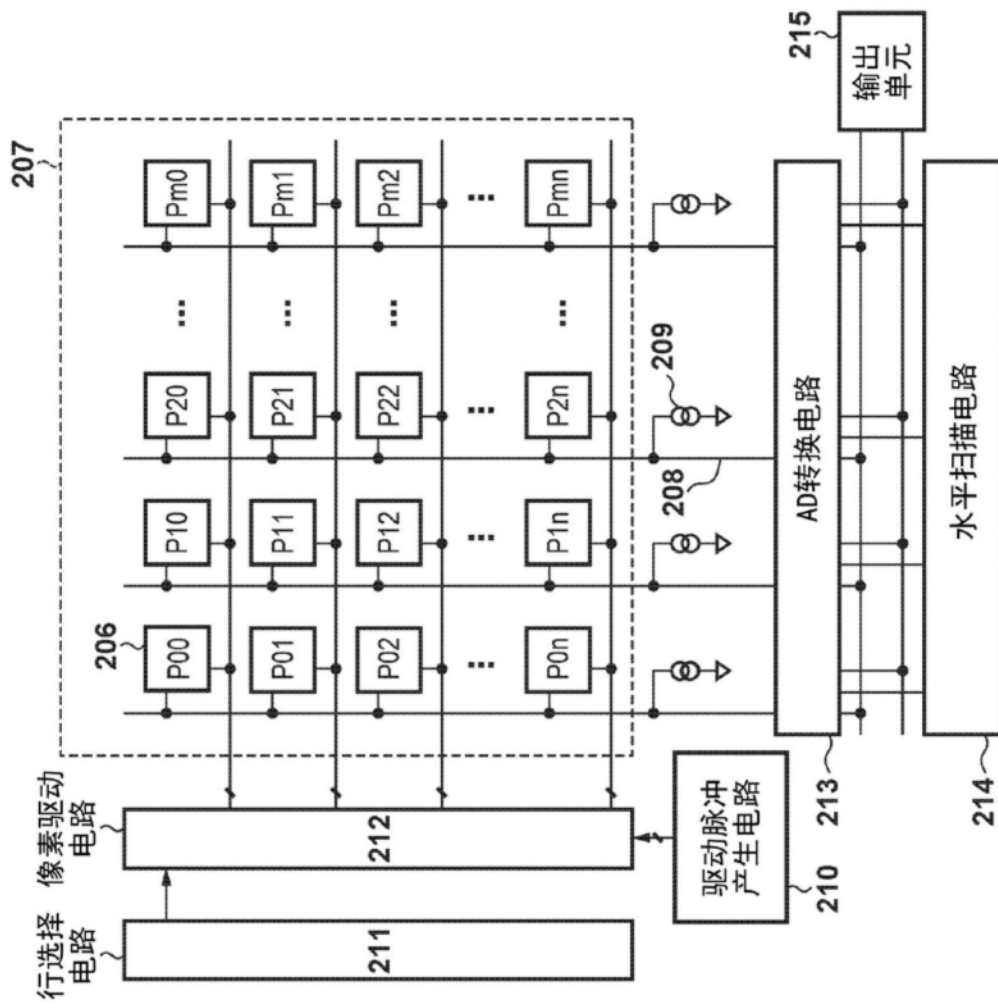 行选择
电路
211
像素驱动
电路
212
驱动脉冲
产生电路
210
207
206
P00
P10
P20
...
Pm0
P01
P11
P21
...
Pm1
P02
P12
P22
...
Pm2
...
...
...
...
P0n
P1n
P2n
...
Pmn
209
208
AD转换电路
213
水平扫描电路
214
输出
单元
215